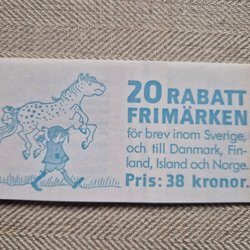 20 RABATT
FRIMÄRKEN
för brev inom Sverige
och till Danmark, Fin-
land, Island och Norge.
Pris: 38 kronor